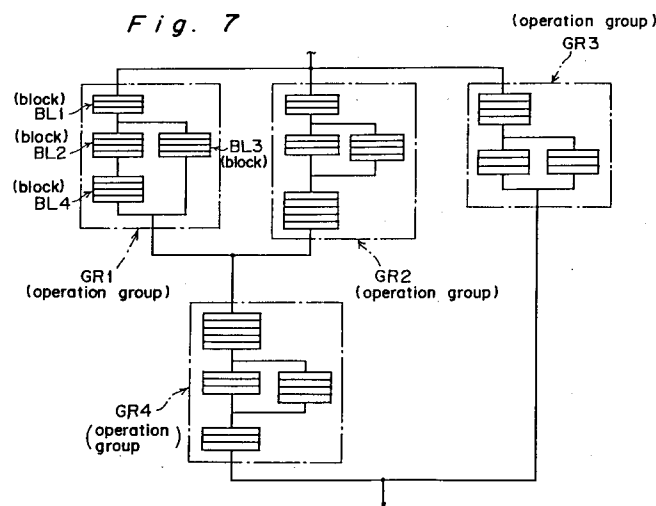 Fig. 7
(operation group)
GR3
(block)
BL1
(block)
BL2
BL3
(block)
(block)
BL4
GR1
(operation group)
GR2
(operation group)
GR4
(operation
group)